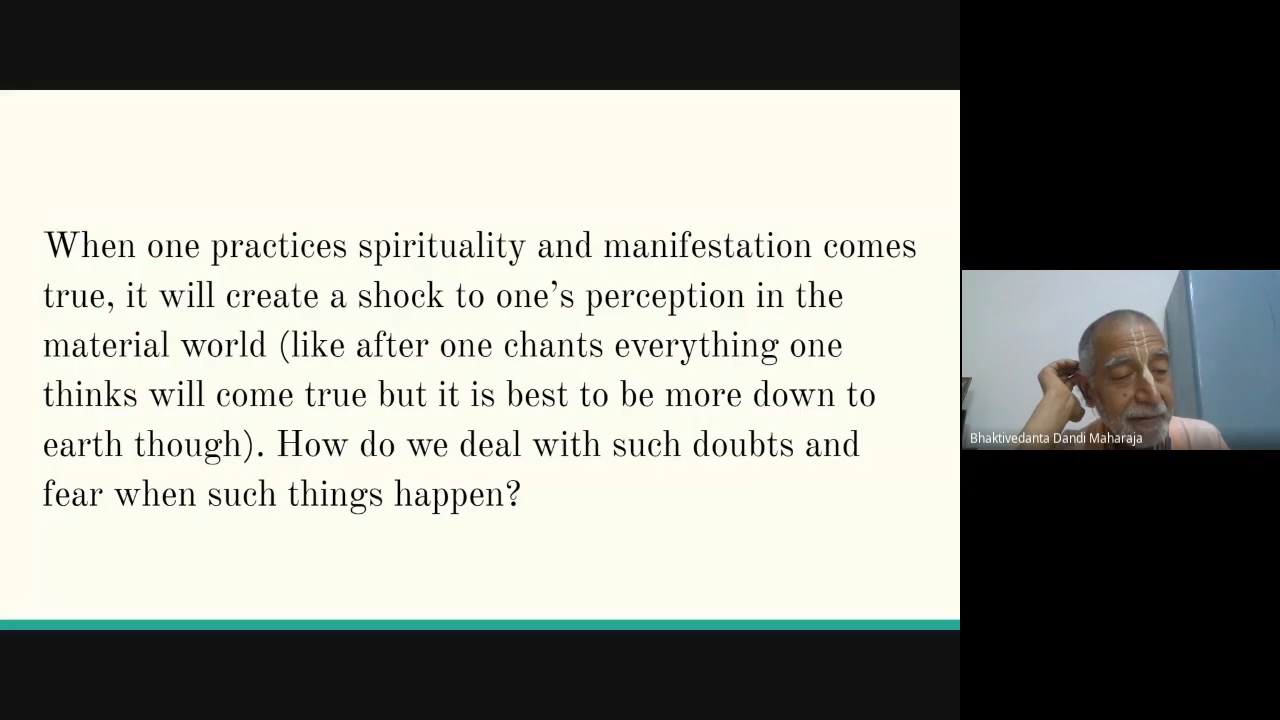 When one practices spirituality and manifestation comes
true, it will create a shock to one’s perception in the
material world (like after one chants everything one
thinks will come true but it is best to be more down to
earth though). How do we deal with such doubts and
fear when such things happen?
Bhaktivedanta Dandi Maharaja